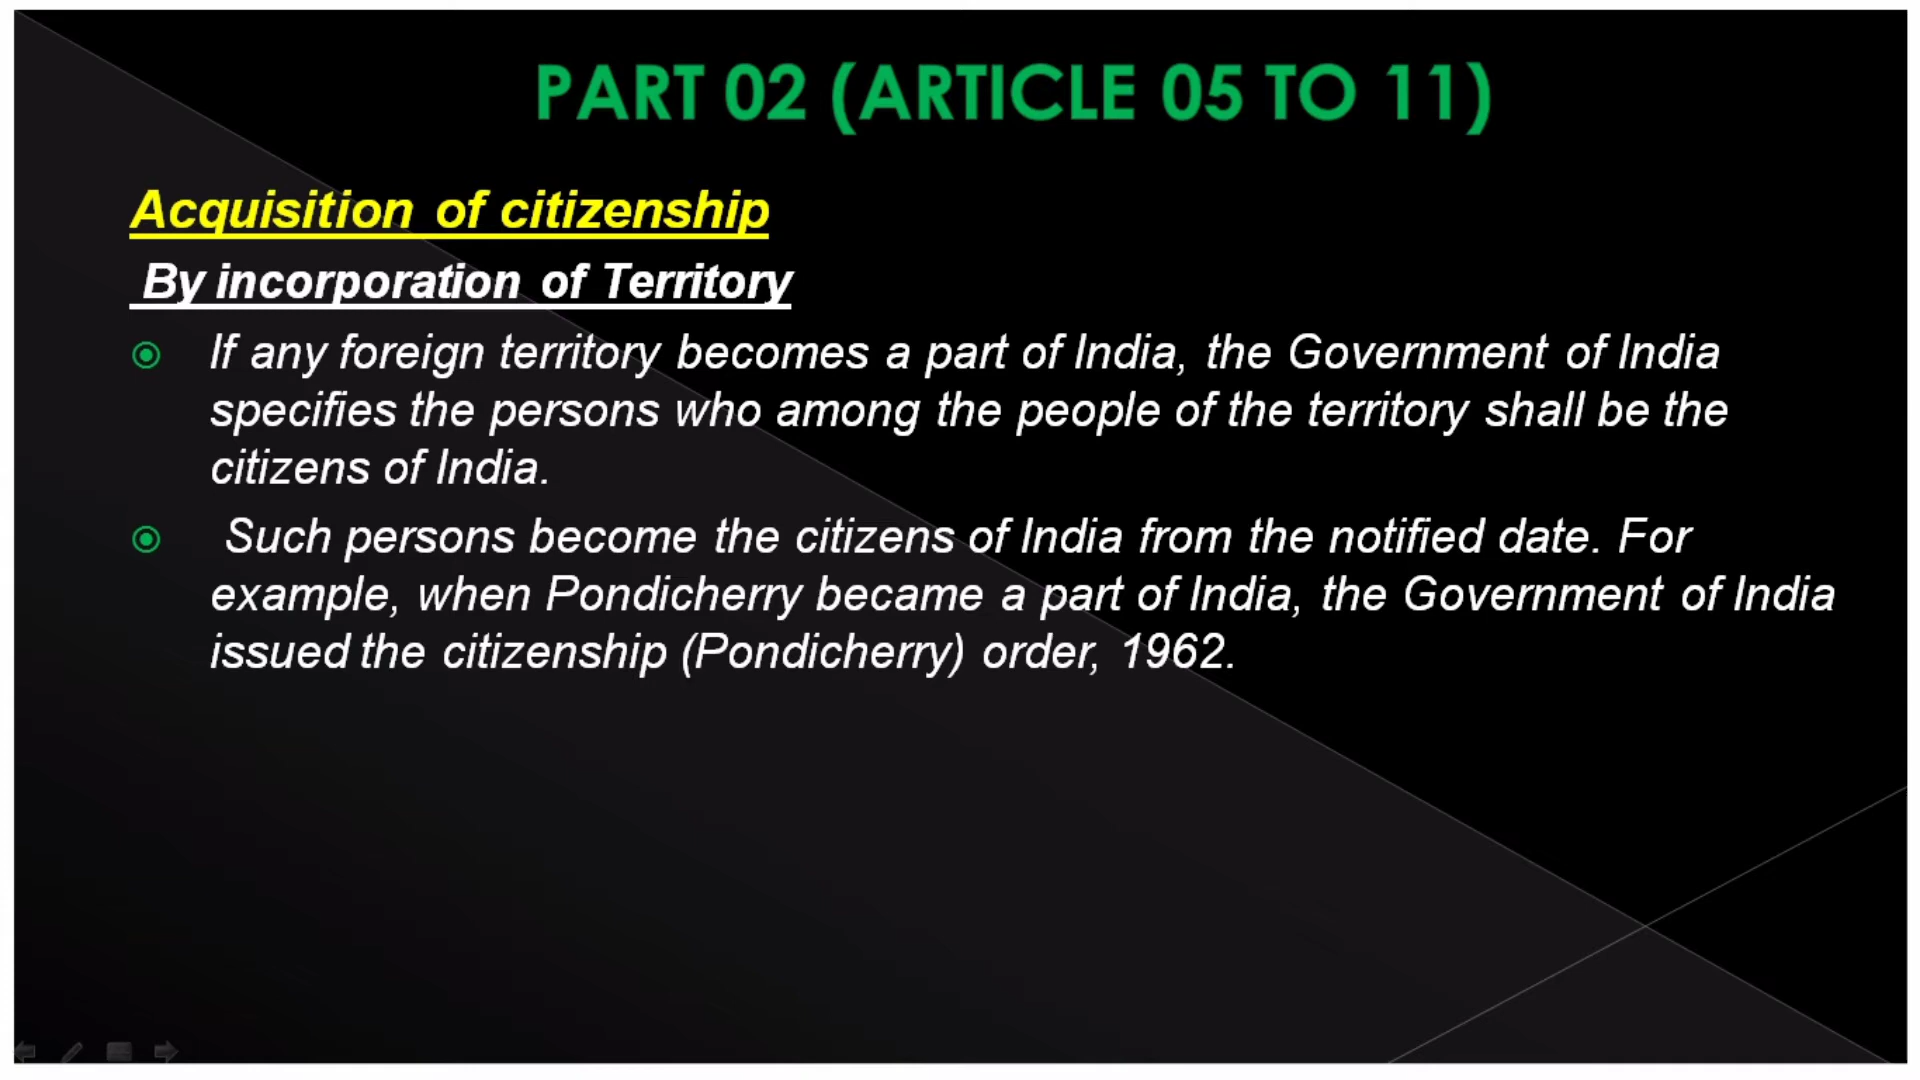 PART 02 (ARTICLE 05 TO 11)
Acquisition of citizenship
By incorporation of Territory
If any foreign territory becomes a part of India, the Government of India
specifies the persons who among the people of the territory shall be the
citizens of India.
Such persons become the citizens of India from the notified date. For
example, when Pondicherry became a part of India, the Government of India
issued the citizenship (Pondicherry) order, 1962.